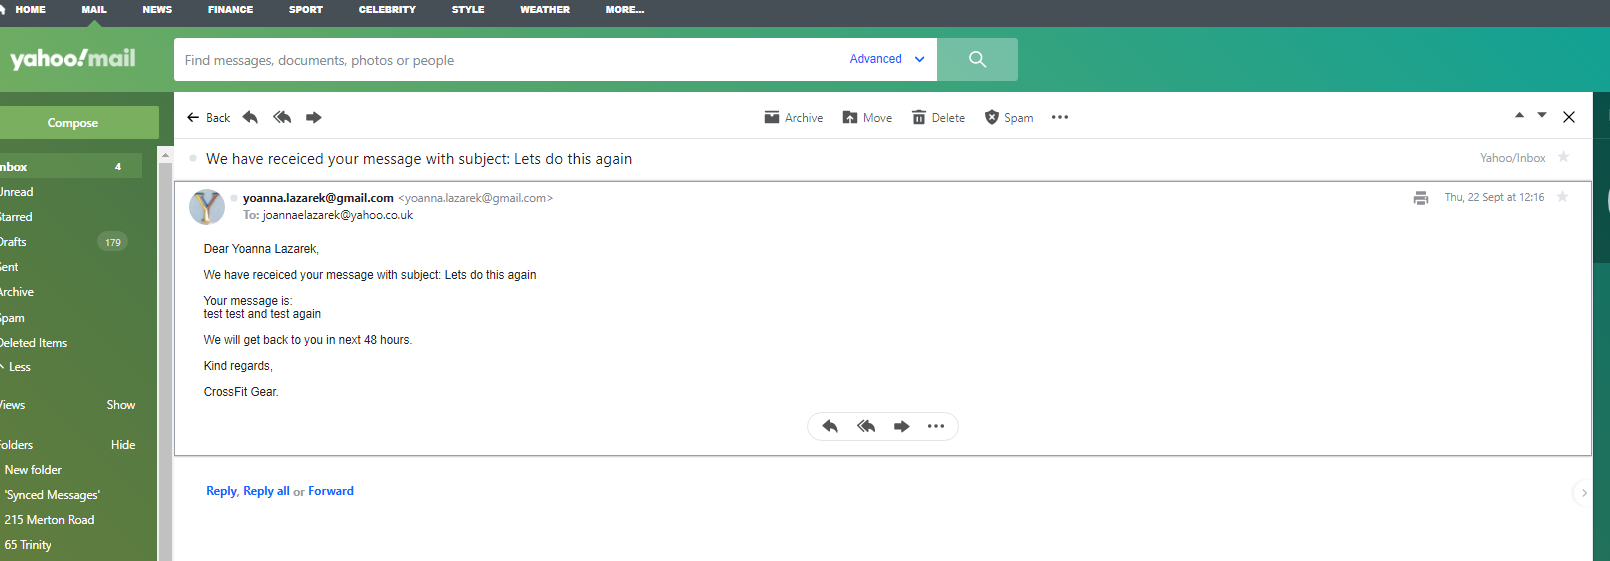 HOME MAIL NEWS FINANCE SPORT CELEBRITY STYLE WEATHER MORE...
yahoo!mail
Find messages, documents, photos or people Advanced
Compose
Back Archive Move Delete Spam
nbox 4
We have receiced your message with subject: Lets do this again Yahoo/Inbox
Unread
Starred
Drafts 179
Sent
Archive
Spam
Deleted Items
Less
Views Show
Folders Hide
New folder
'Synced Messages'
215 Merton Road
65 Trinity
Y
yoanna.lazarek@gmail.com <yoanna.lazarek@gmail.com> Thu, 22 Sept at 12:16
To: joannaelazarek@yahoo.co.uk
Dear Yoanna Lazarek,
We have receiced your message with subject: Lets do this again
Your message is:
test test and test again
We will get back to you in next 48 hours.
Kind regards,
CrossFit Gear.
Reply, Reply all or Forward